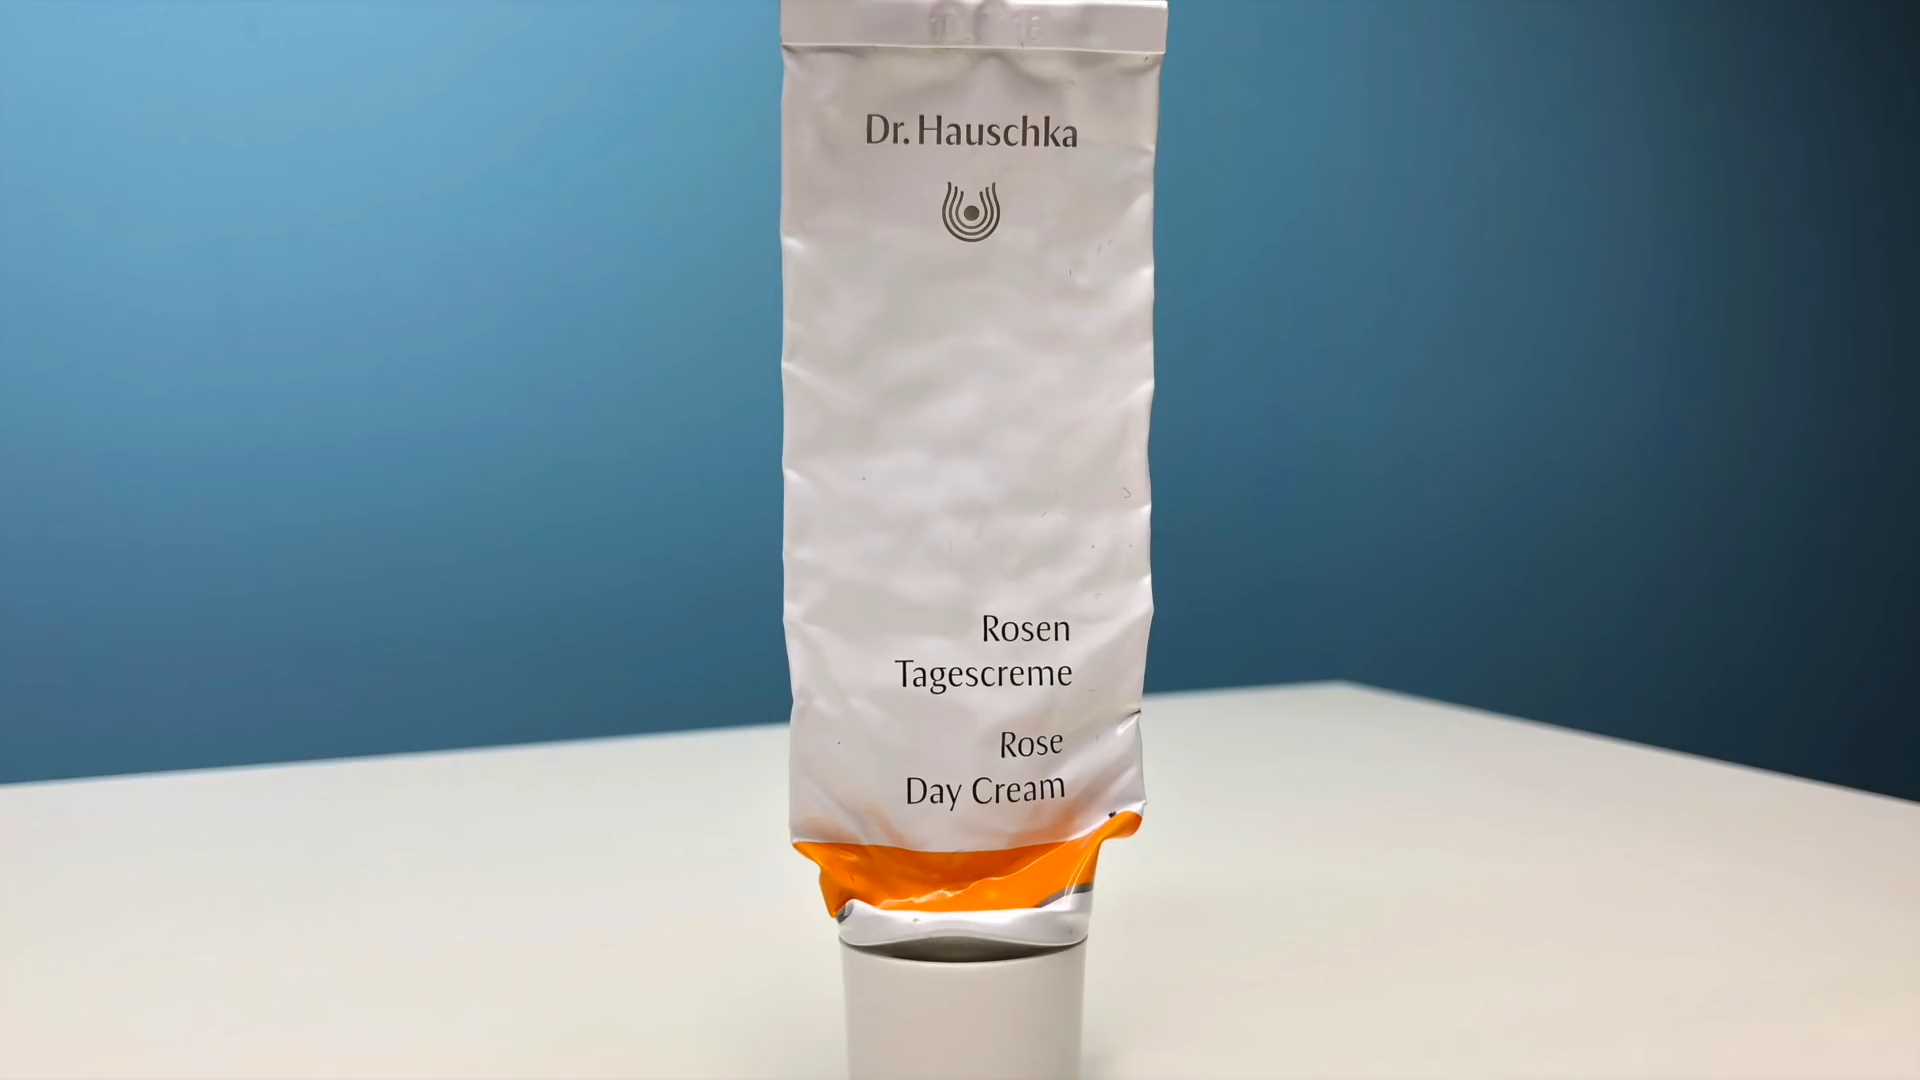 Dr. Hauschka
Rosen
Tagescreme
Rose
Day Cream